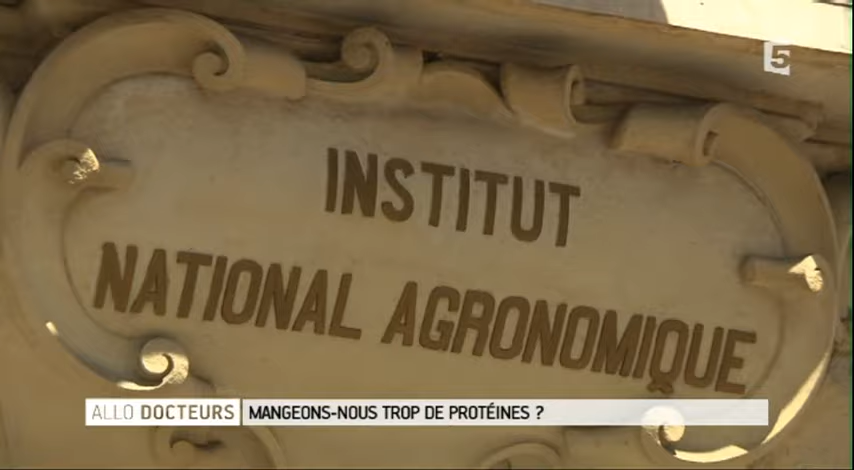 5
INSTITUT
NATIONAL AGRONOMIQUE
ALLO DOCTEURS MANGEONS-NOUS TROP DE PROTÉINES ?